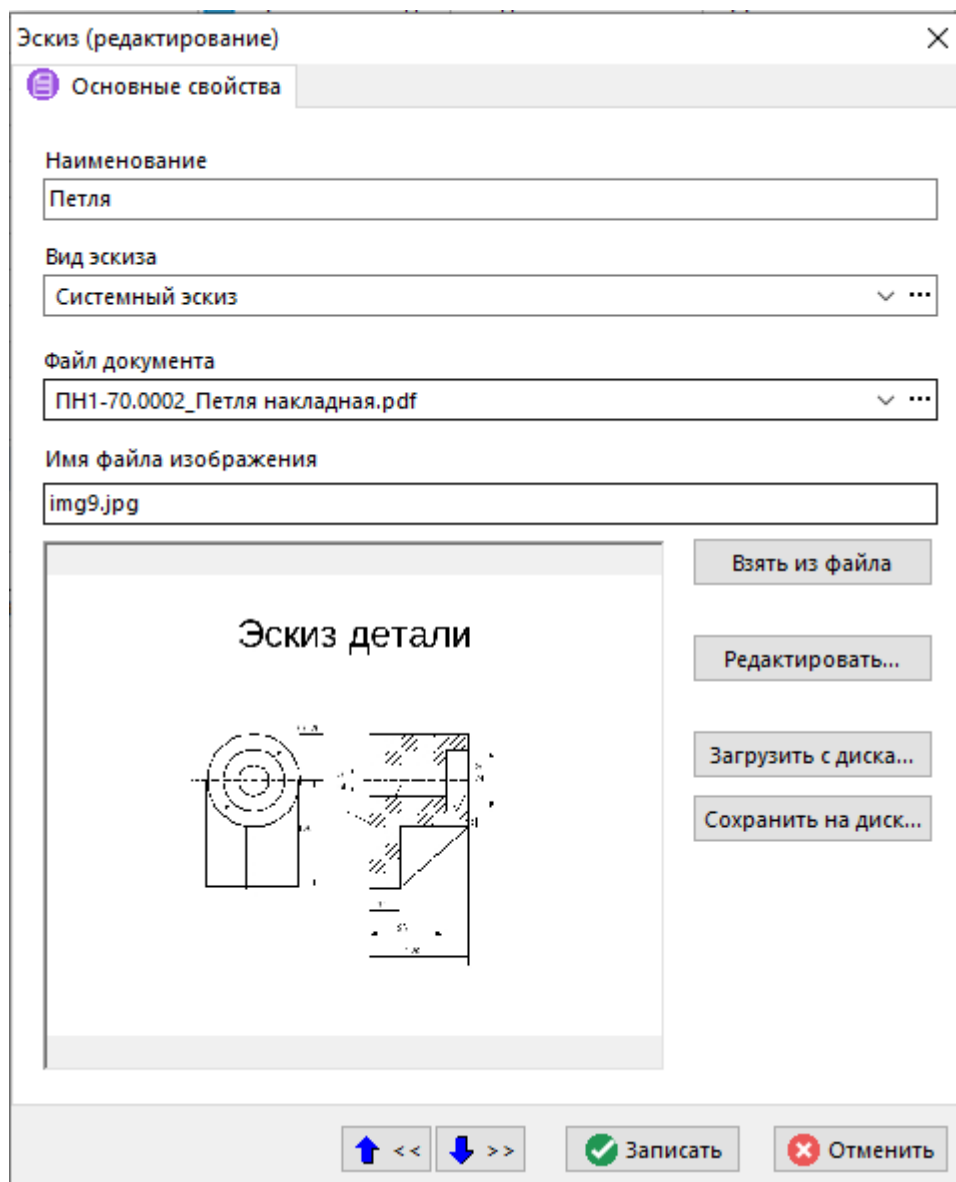 Эскиз (редактирование)
Основные свойства
Наименование
Петля
Вид эскиза
Системный эскиз
Файл документа
ПН1-70.0002_Петля накладная.pdf
Имя файла изображения
img9.jpg
Взять из файла
Эскиз детали
Редактировать...
Загрузить с диска...
Сохранить на диск...
<< >> Записать Отменить